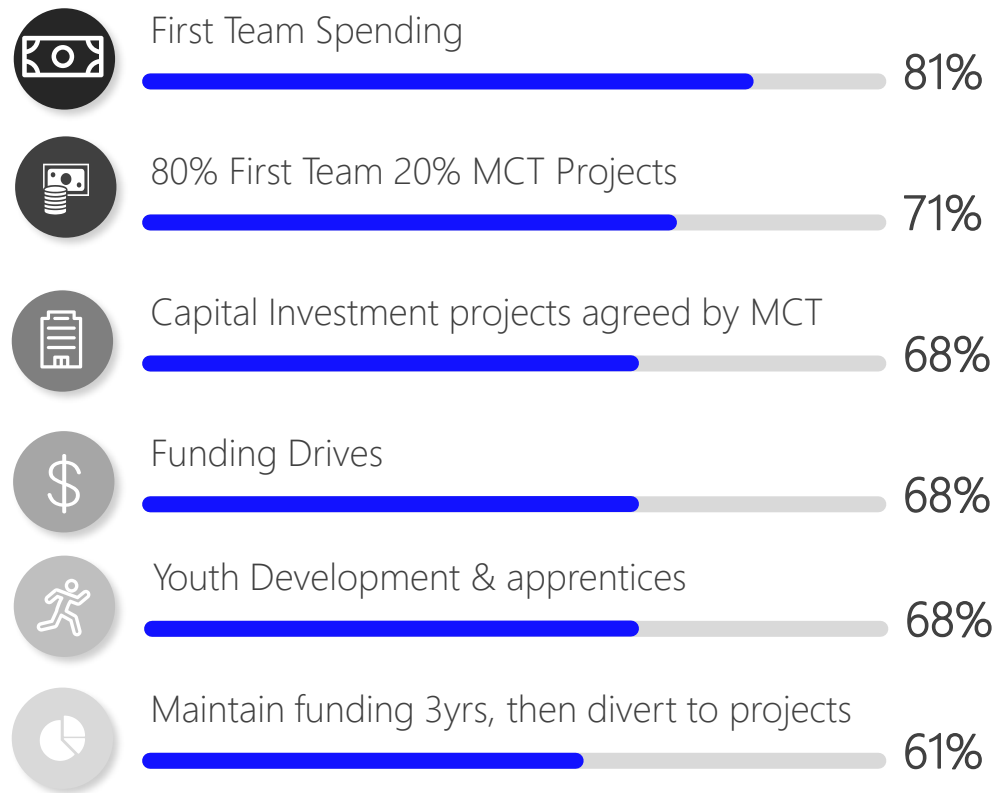 First Team Spending
81%
80% First Team 20% MCT Projects
71%
Capital Investment projects agreed by MCT
68%
Funding Drives
68%
Youth Development & apprentices
68%
Maintain funding 3yrs, then divert to projects
61%